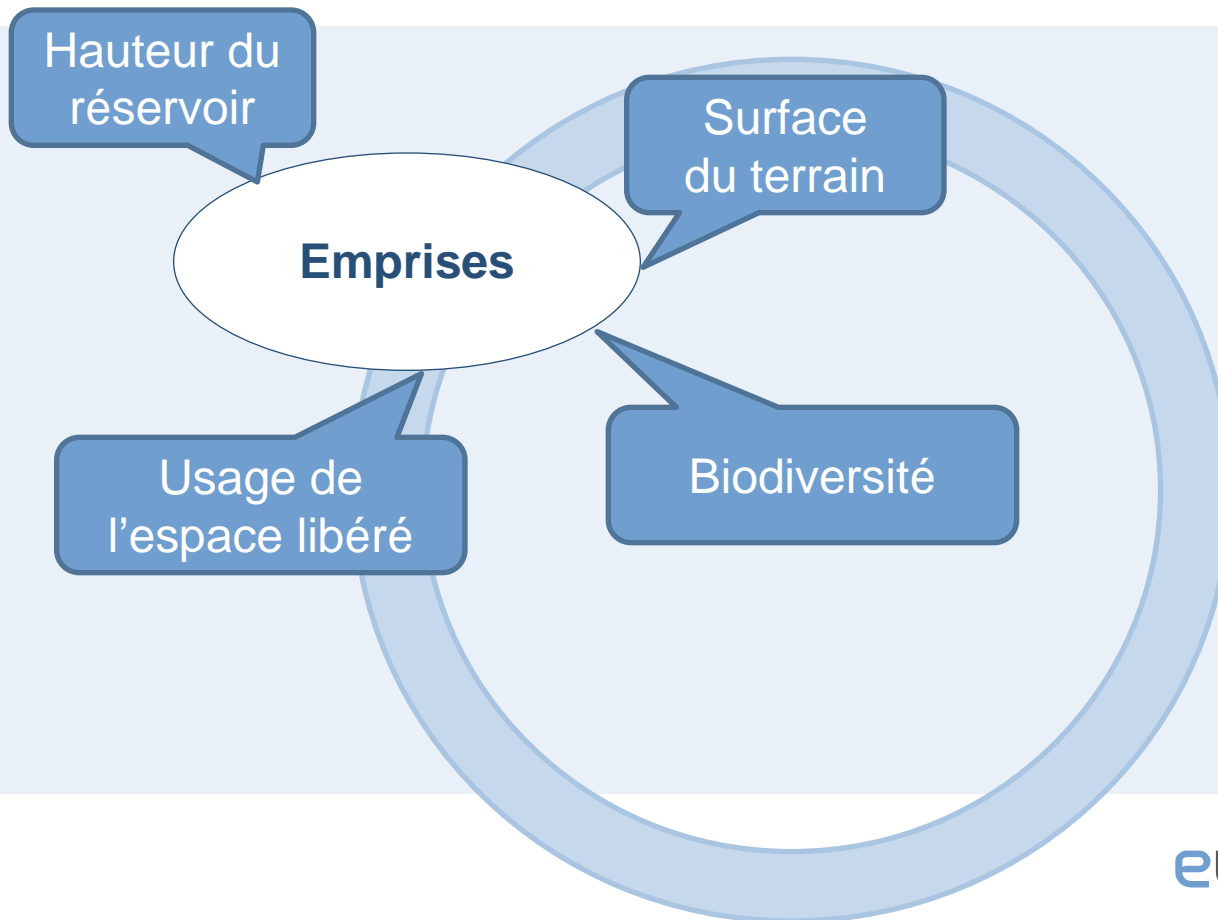 Hauteur du
réservoir
Surface
du terrain
Emprises
Usage de
l’espace libéré
Biodiversité